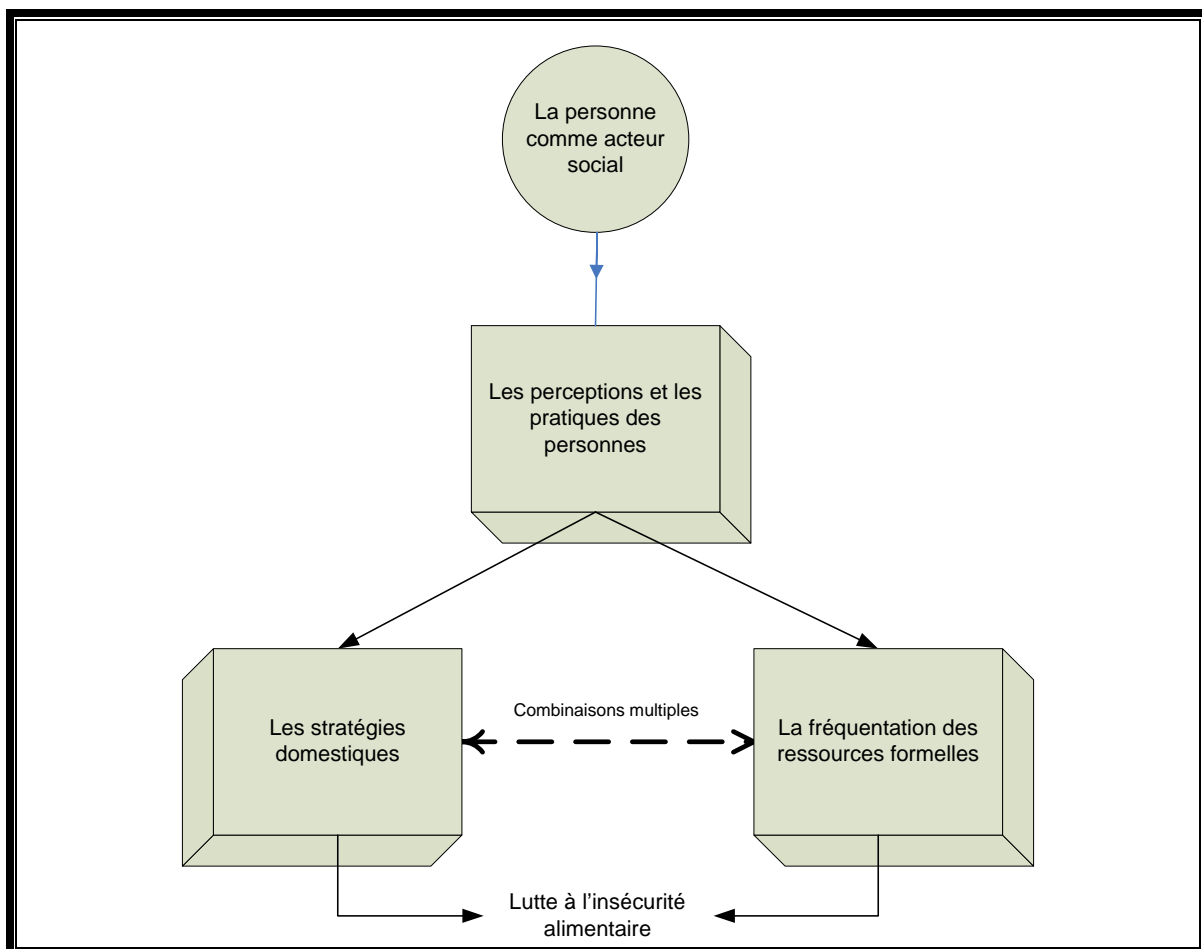 La personne
comme acteur
social
Les perceptions et les
pratiques des
personnes
Combinaisons multiples
Les stratégies
domestiques
La fréquentation des
ressources formelles
Lutte à l’insécurité
alimentaire